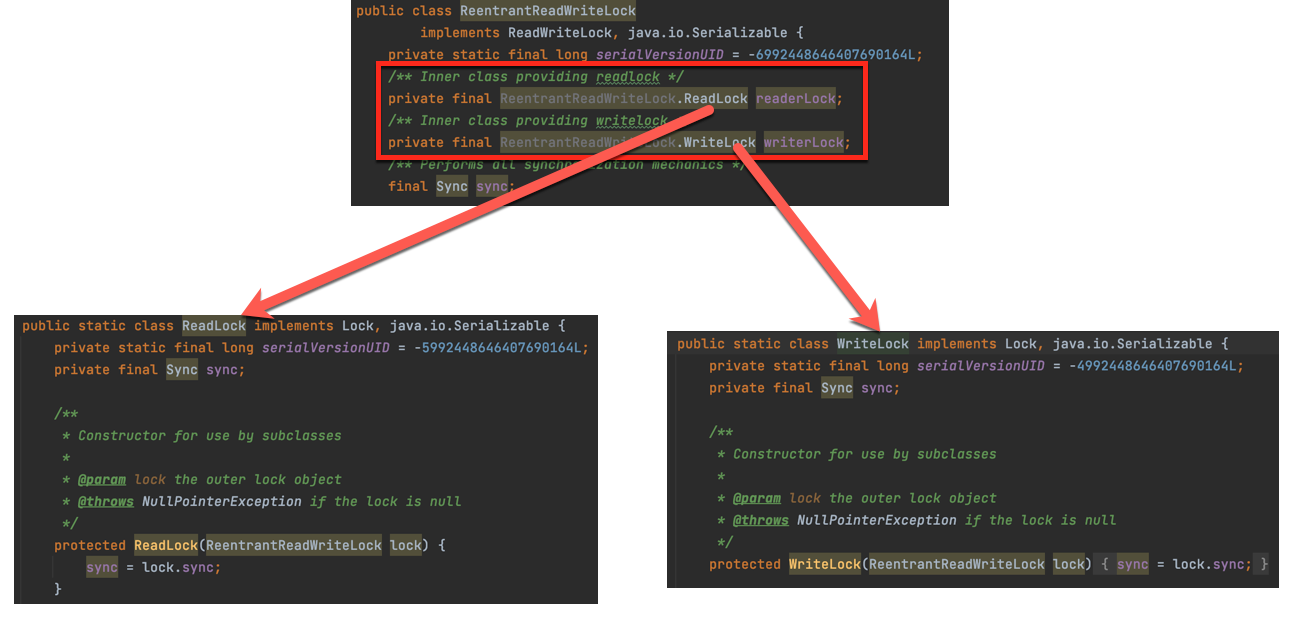 public class ReentrantReadWriteLock
implements ReadWriteLock, java.io.Serializable {
private static final long serialVersionUID = -6992448646407690164L;
/** Inner class providing readlock */
private final ReentrantReadWriteLock.ReadLock readerLock;
/** Inner class providing writelock
private final ReentrantReadWriteLock.WriteLock writerLock;
/** Performs all synchronization mechanics */
final Sync sync;
public static class ReadLock implements Lock, java.io.Serializable {
private static final long serialVersionUID = -5992448646407690164L;
private final Sync sync;
/**
* Constructor for use by subclasses
*
* @param lock the outer lock object
* @throws NullPointerException if the lock is null
*/
protected ReadLock(ReentrantReadWriteLock lock) {
sync = lock.sync;
}
public static class WriteLock implements Lock, java.io.Serializable {
private static final long serialVersionUID = -4992448646407690164L;
private final Sync sync;
/**
* Constructor for use by subclasses
*
* @param lock the outer lock object
* @throws NullPointerException if the lock is null
*/
protected WriteLock(ReentrantReadWriteLock lock) { sync = lock.sync; }